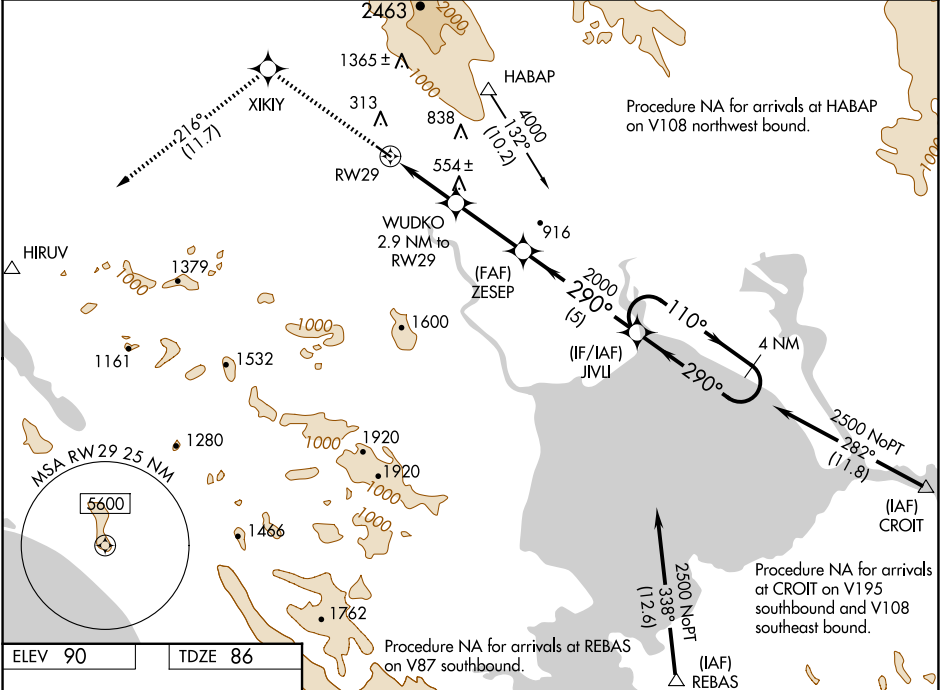 2463
2000
1365 ±
1000
HABAP
XIKIY
313
838
4000
132°
(10.2)
Procedure NA for arrivals at HABAP
on V108 northwest bound.
1000
216°
(11.7)
RW29
554 ±
WUDKO
2.9 NM to
RW29
916
HIRUV
1000
1379
(FAF)
ZESEP
2000
290°
(5)
110°
1000
1600
4 NM
1161
1532
(IF/IAF)
JIVLI
290°
2500 NoPT
282°
(11.8)
1280
1000
1920
1920
1000
MSA RW29 25 NM
5600
(IAF)
CROIT
1000
1466
Procedure NA for arrivals
at CROIT on V195
southbound and V108
southeast bound.
2500 NoPT
338°
(12.6)
1762
Procedure NA for arrivals at REBAS
on V87 southbound.
(IAF)
REBAS
ELEV 90
TDZE 86